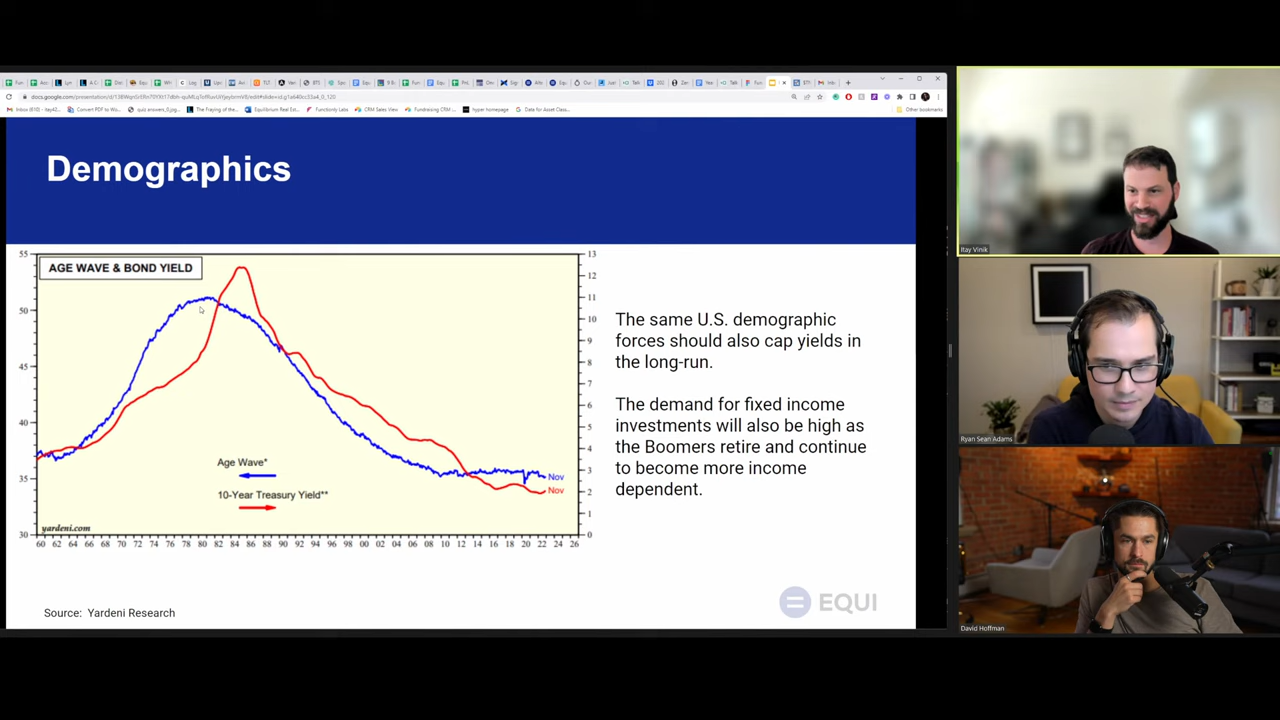 Other bookmarks
Demographics
AGE WAVE & BOND YIELD
55
50
45
40
35
30
13
12
11
10
9
8
7
6
5
4
3
2
1
0
Age Wave*
10-Year Treasury Yield**
Nov
Nov
yardeni.com
60 62 64 66 68 70 72 74 76 78 80 82 84 86 88 90 92 94 96 98 00 02 04 06 08 10 12 14 16 18 20 22 24 26
The same U.S. demographic
forces should also cap yields in
the long-run.
The demand for fixed income
investments will also be high as
the Boomers retire and continue
to become more income
dependent.
Source: Yardeni Research
EQUI
Itay Vinik
Ryan Sean Adams
David Hoffman